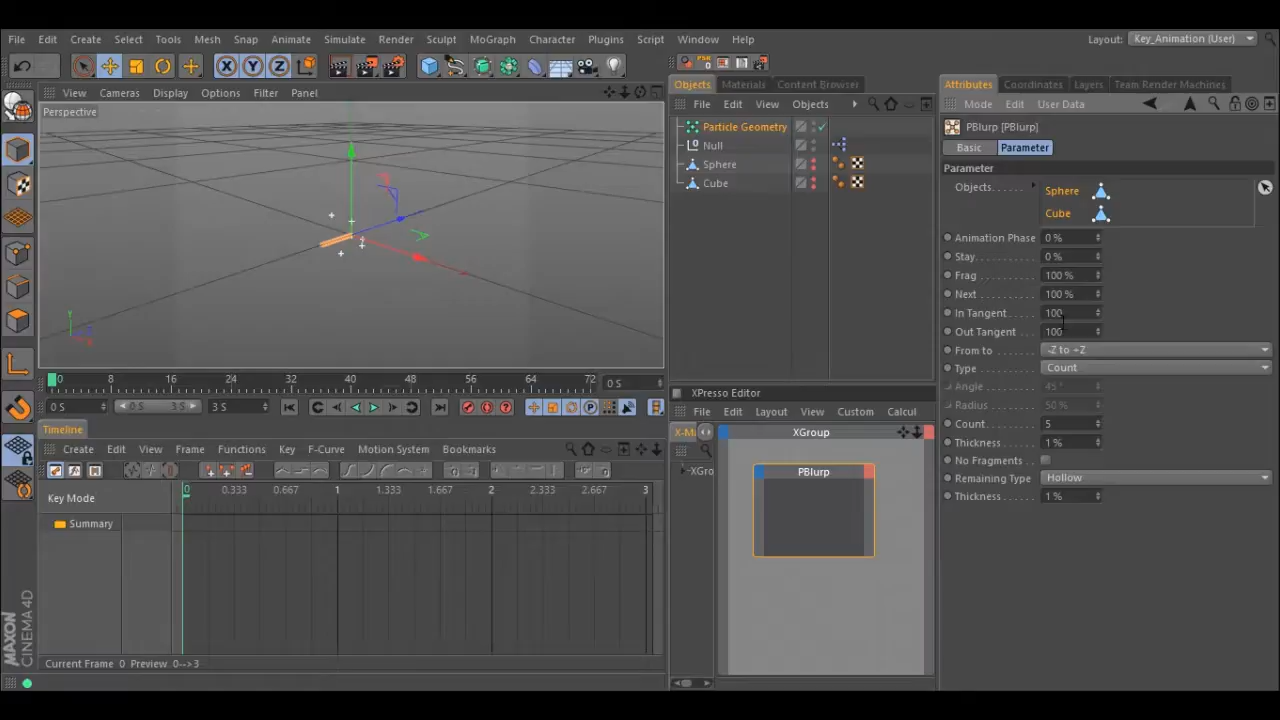 File Edit Create Select Tools Mesh Snap Animate Simulate Render Sculpt MoGraph Character Plugins Script Window Help
Layout: Key_Animation (User)
View Cameras Display Options Filter Panel
Perspective
Y
Z
X
0 8 16 24 32 40 48 56 64 72 0 S
0 S 0 S 3 S 3 S
Timeline
Create Edit View Frame Functions Key F-Curve Motion System Bookmarks
Key Mode
0 0.333 0.667 1 1.333 1.667 2 2.333 2.667 3
Summary
Current Frame 0 Preview 0-->3
MAXON
CINEMA 4D
Objects Materials Content Browser
File Edit View Objects
Particle Geometry
Null
Sphere
Cube
XPresso Editor
File Edit Layout View Custom Calcul
X-Ma
XGroup
XGro
PBlurp
Attributes Coordinates Layers Team Render Machines
Mode Edit User Data
PBlurp [PBlurp]
Basic Parameter
Parameter
Objects Sphere
Cube
Animation Phase 0 %
Stay 0 %
Frag 100 %
Next 100 %
In Tangent 100
Out Tangent 100
From to -Z to +Z
Type Count
Angle 45 °
Radius 50 %
Count 5
Thickness 1 %
No Fragments
Remaining Type Hollow
Thickness 1 %